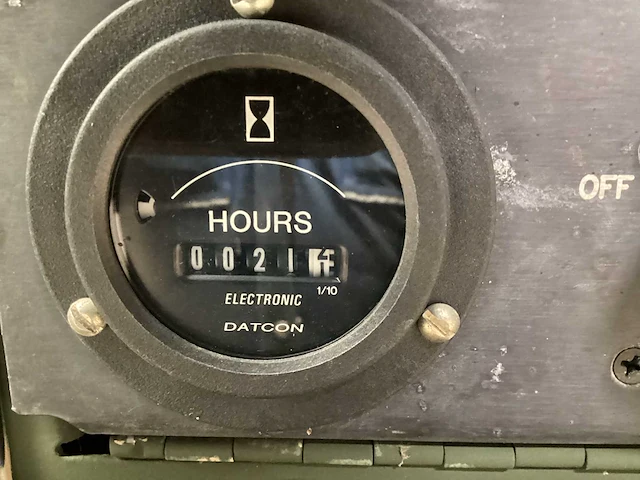 OFF
HOURS
0021
1/10
ELECTRONIC
DATCON